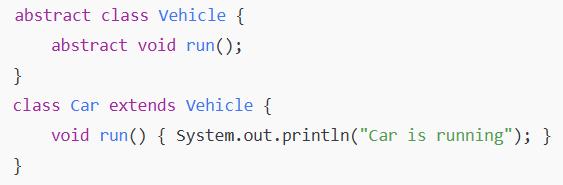 abstract class Vehicle {
    abstract void run();
}
class Car extends Vehicle {
    void run() { System.out.println("Car is running"); }
}